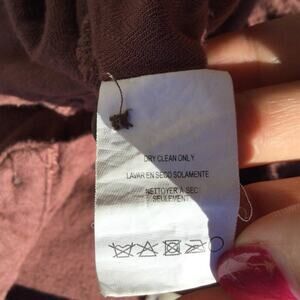 DRY CLEAN ONLY
LAVAR EN SECO SOLAMENTE
NETTOYER A SEC
SEULEMENT